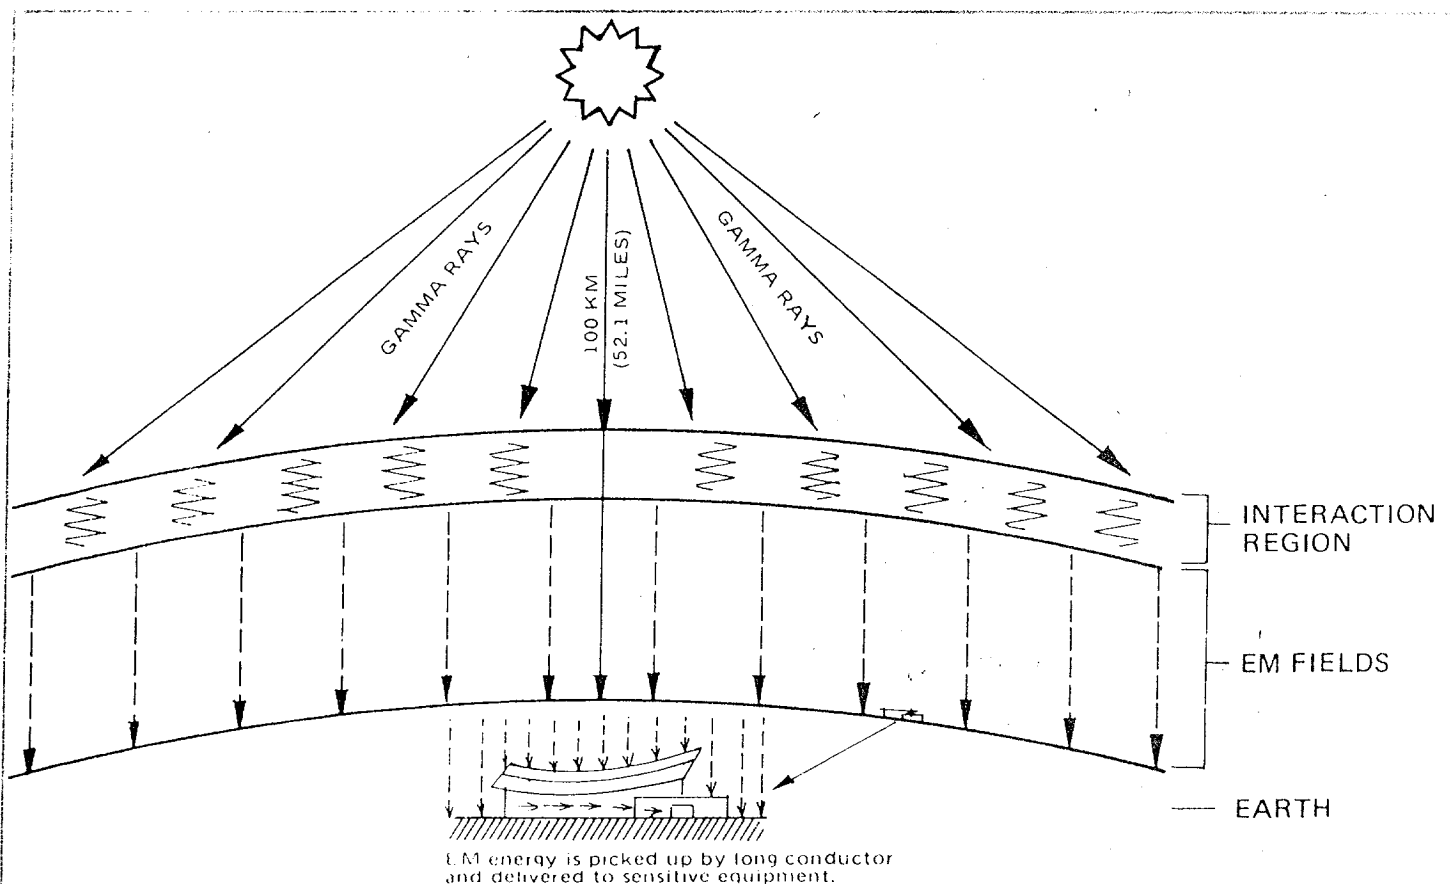 GAMMA RAYS
100 KM
(52.1 MILES)
GAMMA RAYS
INTERACTION
REGION
EM FIELDS
EARTH
EM energy is picked up by long conductor
and delivered to sensitive equipment.